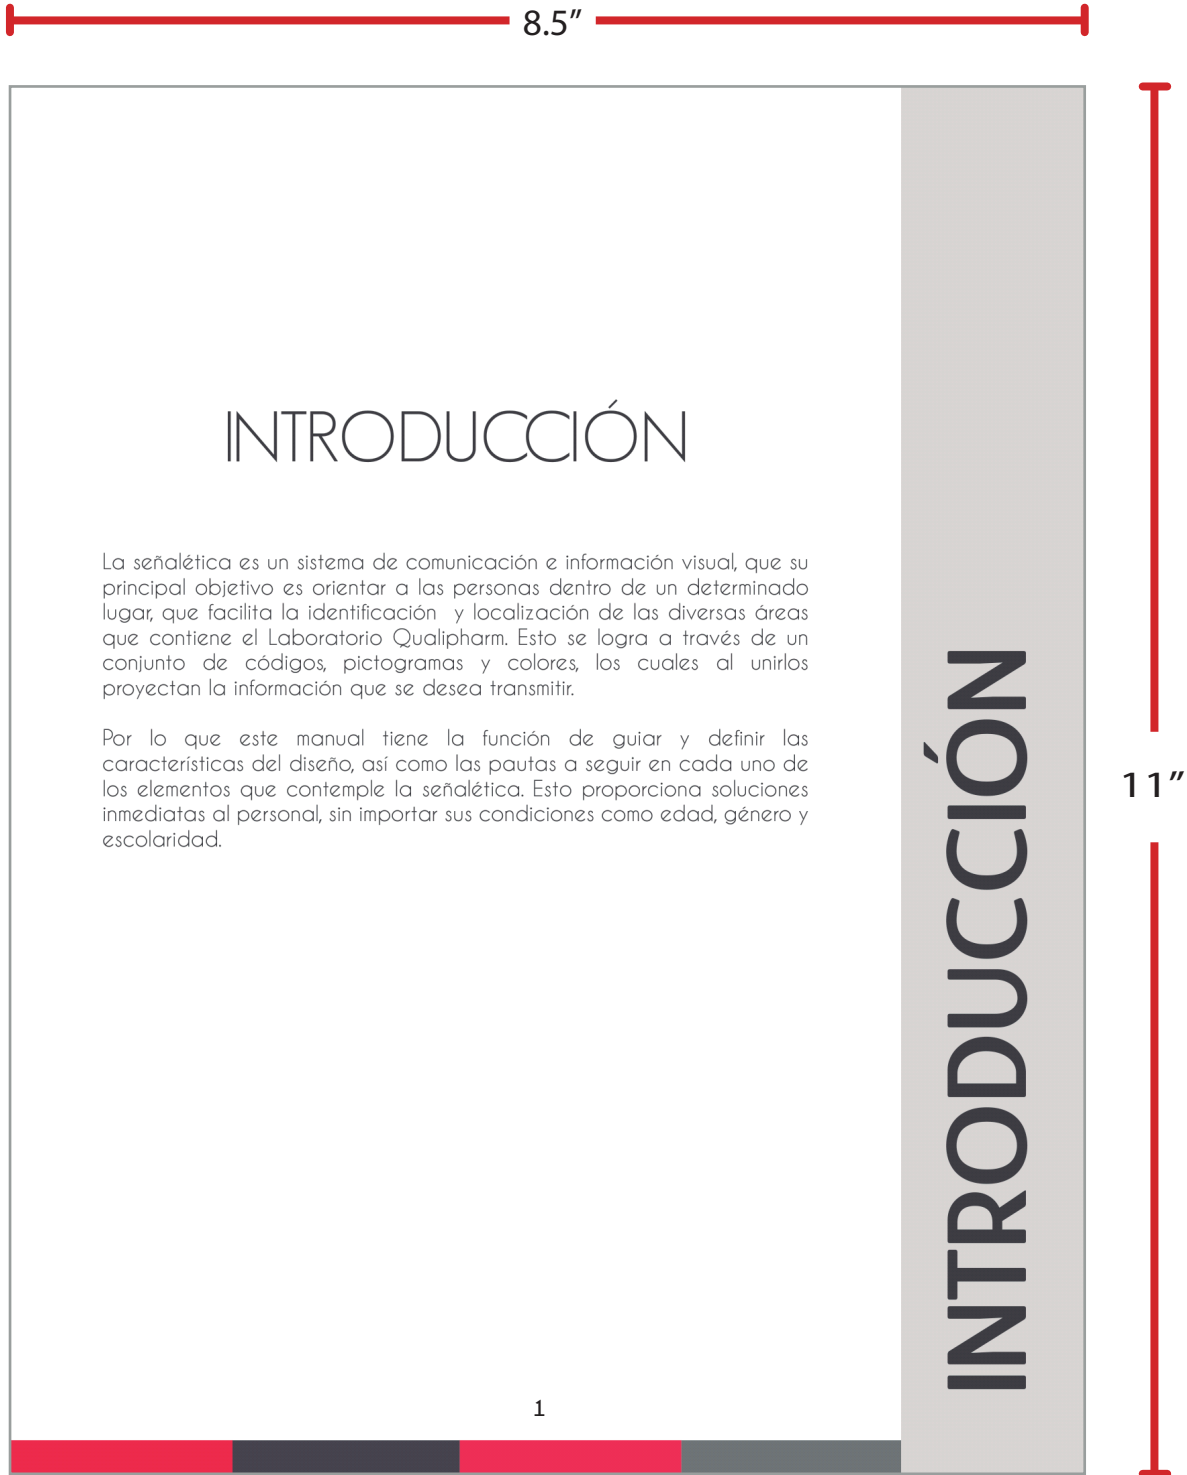 8.5”
INTRODUCCIÓN
La señalética es un sistema de comunicación e información visual, que su
principal objetivo es orientar a las personas dentro de un determinado
lugar, que facilita la identificación y localización de las diversas áreas
que contiene el Laboratorio Qualipharm. Esto se logra a través de un
conjunto de códigos, pictogramas y colores, los cuales al unirlos
proyectan la información que se desea transmitir.
Por lo que este manual tiene la función de guiar y definir las
características del diseño, así como las pautas a seguir en cada uno de
los elementos que contemple la señalética. Esto proporciona soluciones
inmediatas al personal, sin importar sus condiciones como edad, género y
escolaridad.
1
INTRODUCCIÓN
11”